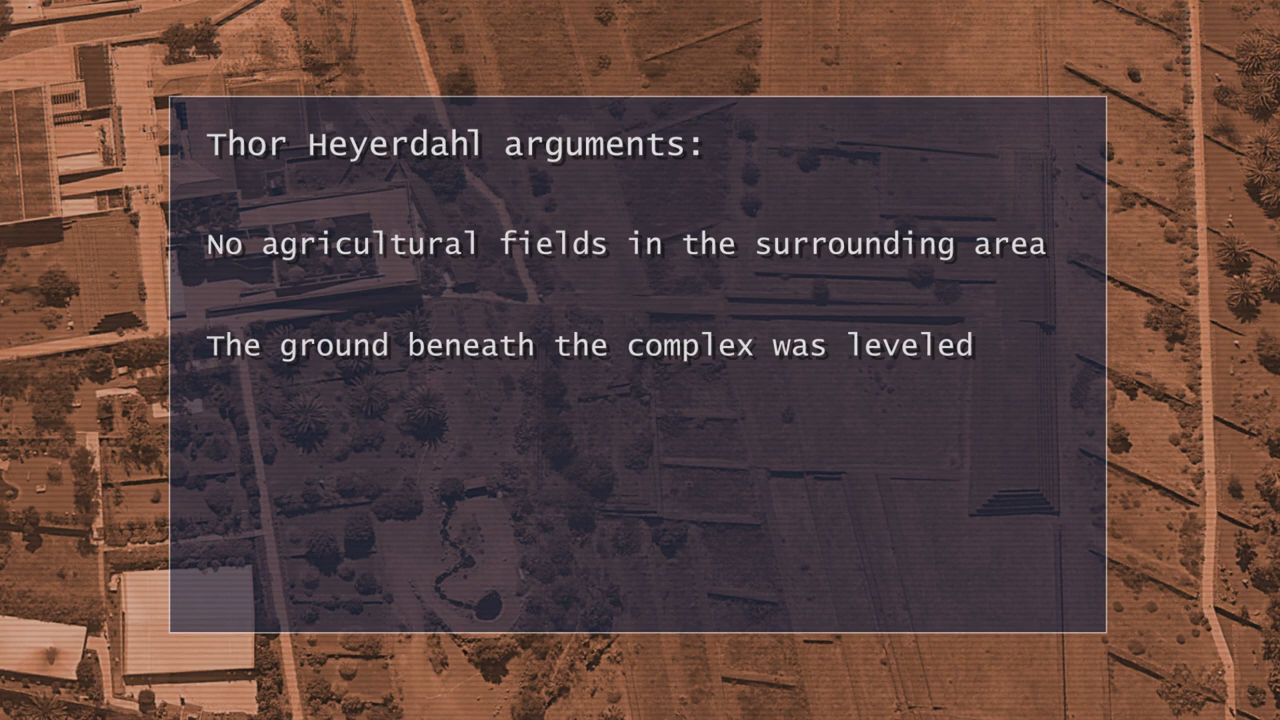 Thor Heyerdahl arguments:
No agricultural fields in the surrounding area
The ground beneath the complex was leveled